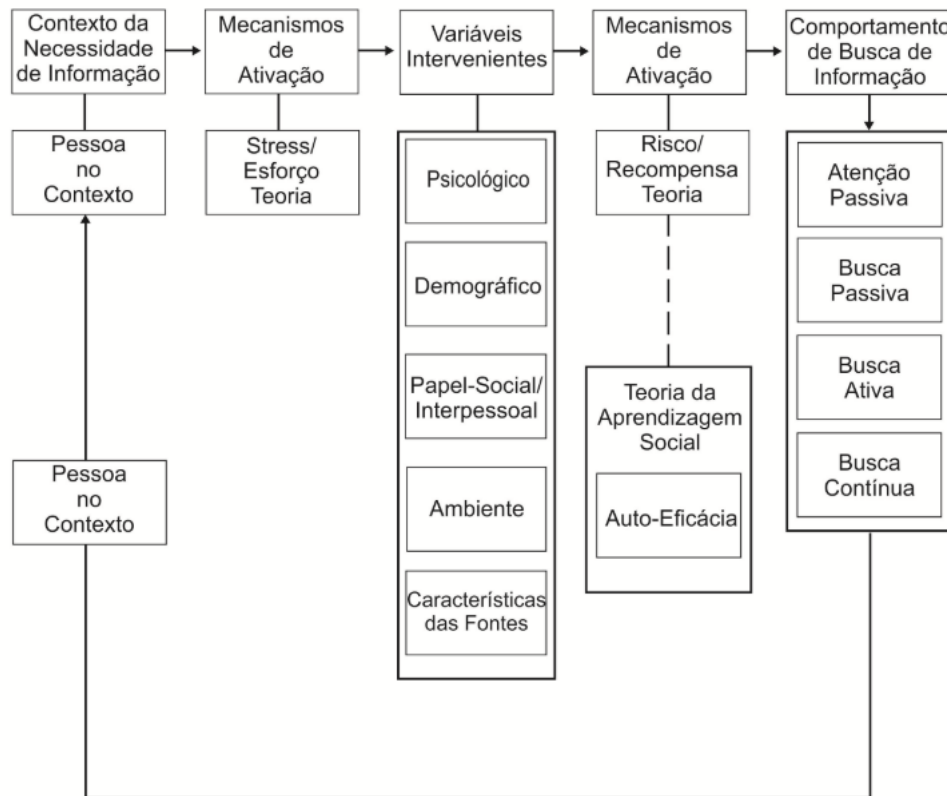 Contexto da
Necessidade
de Informação
Mecanismos
de
Ativação
Variáveis
Intervenientes
Mecanismos
de
Ativação
Comportamento
de Busca de
Informação
Pessoa
no
Contexto
Stress/
Esforço
Teoria
Psicológico
Demográfico
Papel-Social/
Interpessoal
Ambiente
Características
das Fontes
Risco/
Recompensa
Teoria
Teoria da
Aprendizagem
Social
Auto-Eficácia
Atenção
Passiva
Busca
Passiva
Busca
Ativa
Busca
Contínua
Pessoa
no
Contexto